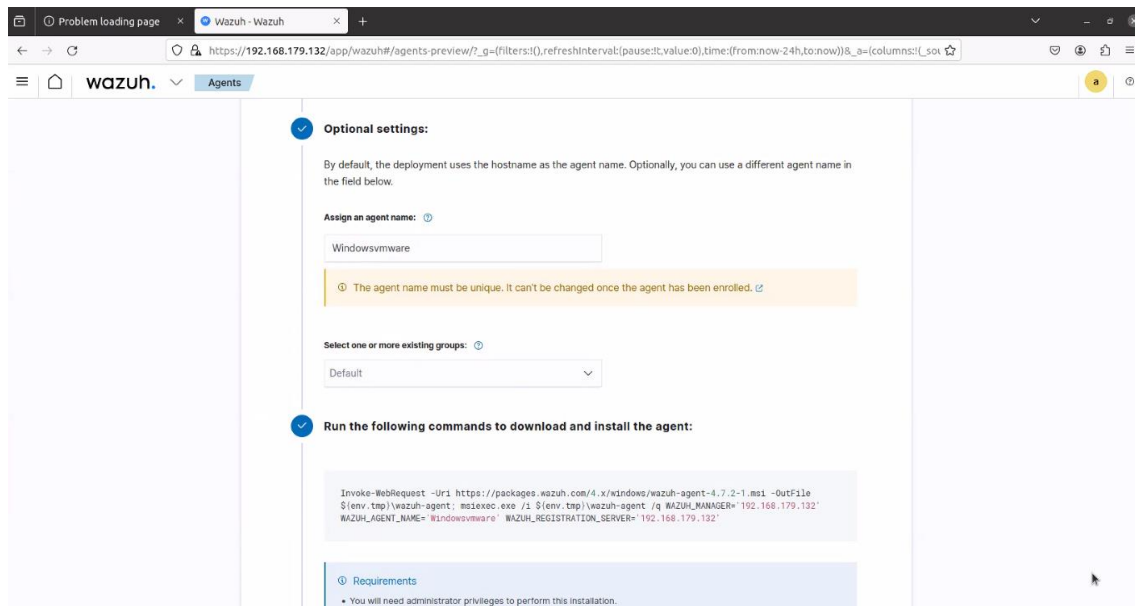 Problem loading page
Wazuh - Wazuh
https://192.168.179.132/app/wazuh#/agents-preview/?_g=(filters:!(),refreshInterval:(pause:!t,value:0),time:(from:now-24h,to:now))&_a=(columns:!(_sou
wazuh. Agents a
Optional settings:
By default, the deployment uses the hostname as the agent name. Optionally, you can use a different agent name in
the field below.
Assign an agent name:
Windowsvmware
The agent name must be unique. It can't be changed once the agent has been enrolled.
Select one or more existing groups:
Default
Run the following commands to download and install the agent:
Invoke-WebRequest -Uri https://packages.wazuh.com/4.x/windows/wazuh-agent-4.7.2-1.msi -OutFile
${env.tmp}\wazuh-agent; msiexec.exe /i ${env.tmp}\wazuh-agent /q WAZUH_MANAGER='192.168.179.132'
WAZUH_AGENT_NAME='Windowsvmware' WAZUH_REGISTRATION_SERVER='192.168.179.132'
Requirements
• You will need administrator privileges to perform this installation.